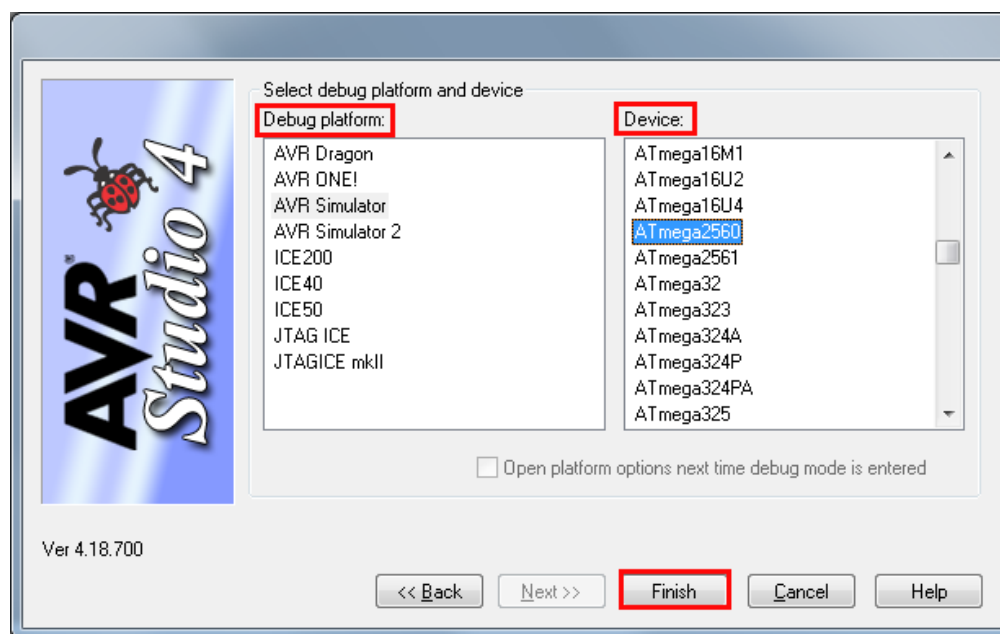 AVR
Studio 4
Select debug platform and device
Debug platform:
AVR Dragon
AVR ONE!
AVR Simulator
AVR Simulator 2
ICE200
ICE40
ICE50
JTAG ICE
JTAGICE mkII
Device:
ATmega16M1
ATmega16U2
ATmega16U4
ATmega2560
ATmega2561
ATmega32
ATmega323
ATmega324A
ATmega324P
ATmega324PA
ATmega325
Open platform options next time debug mode is entered
Ver 4.18.700
<< Back
Next >>
Finish
Cancel
Help